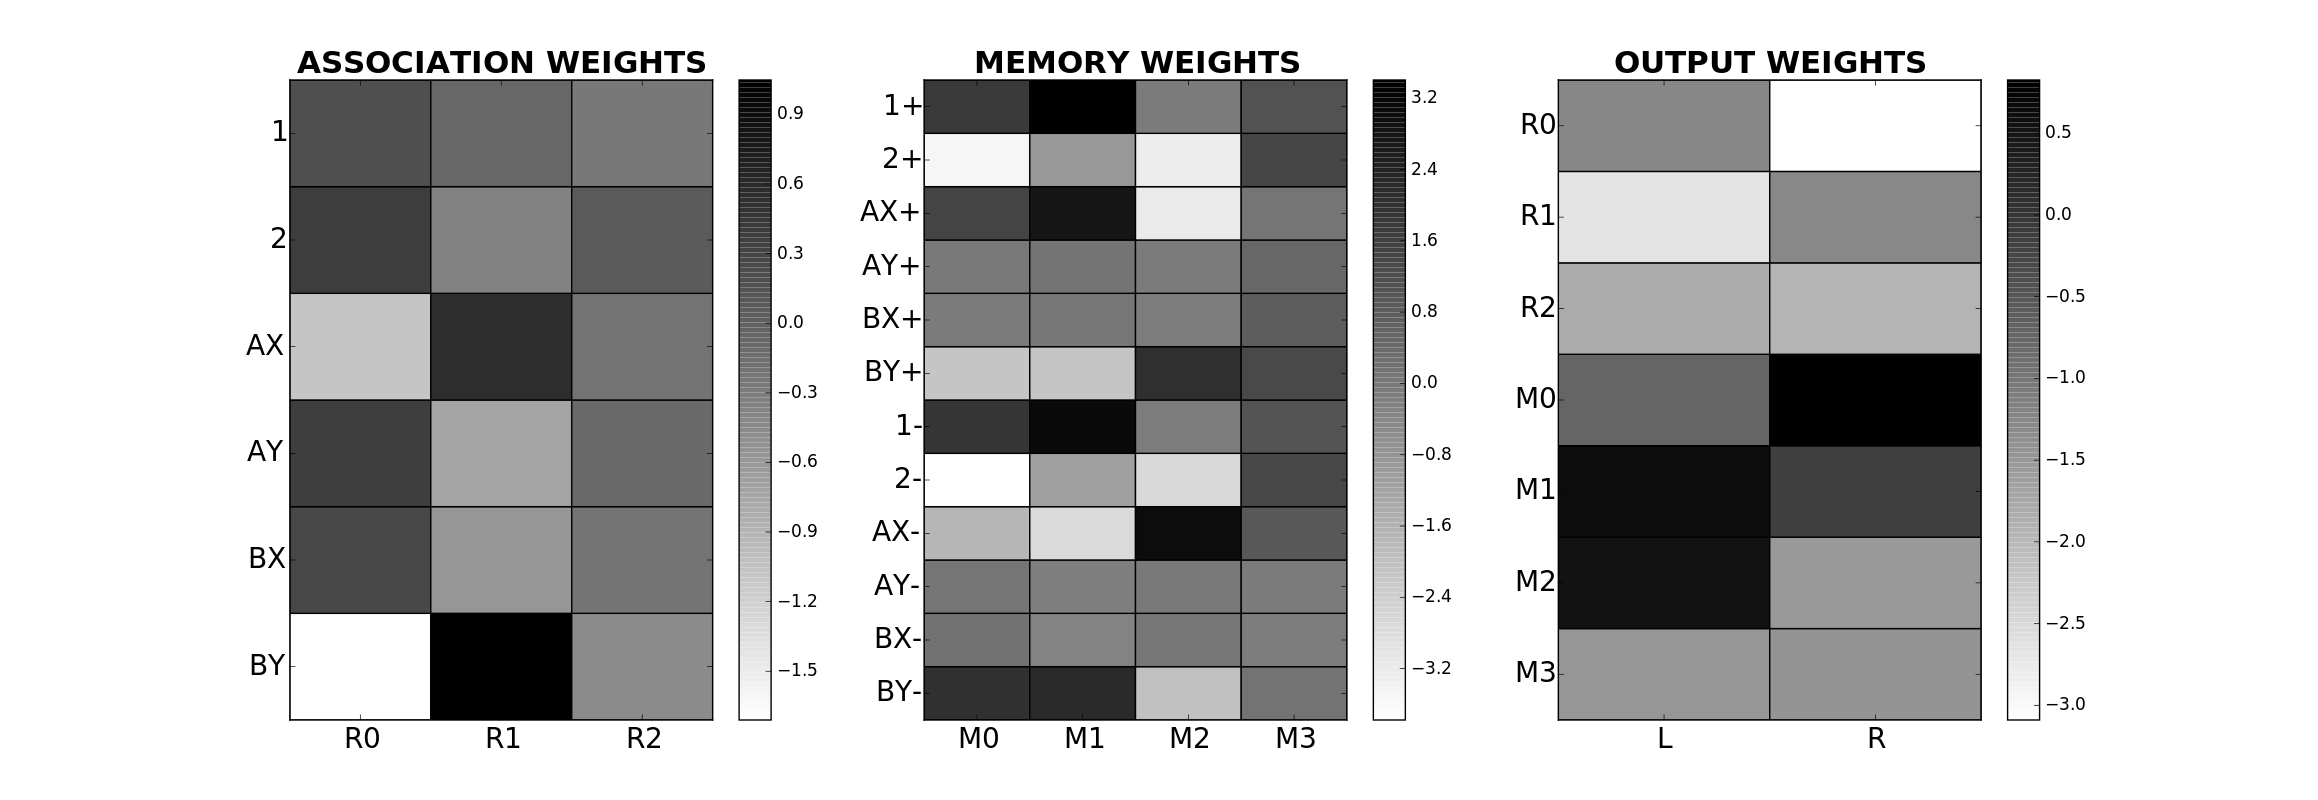 ASSOCIATION WEIGHTS
1
2
AX
AY
BX
BY
R0 R1 R2
0.9
0.6
0.3
0.0
−0.3
−0.6
−0.9
−1.2
−1.5
MEMORY WEIGHTS
1+
2+
AX+
AY+
BX+
BY+
1-
2-
AX-
AY-
BX-
BY-
M0 M1 M2 M3
3.2
2.4
1.6
0.8
0.0
−0.8
−1.6
−2.4
−3.2
OUTPUT WEIGHTS
R0
R1
R2
M0
M1
M2
M3
L R
0.5
0.0
−0.5
−1.0
−1.5
−2.0
−2.5
−3.0